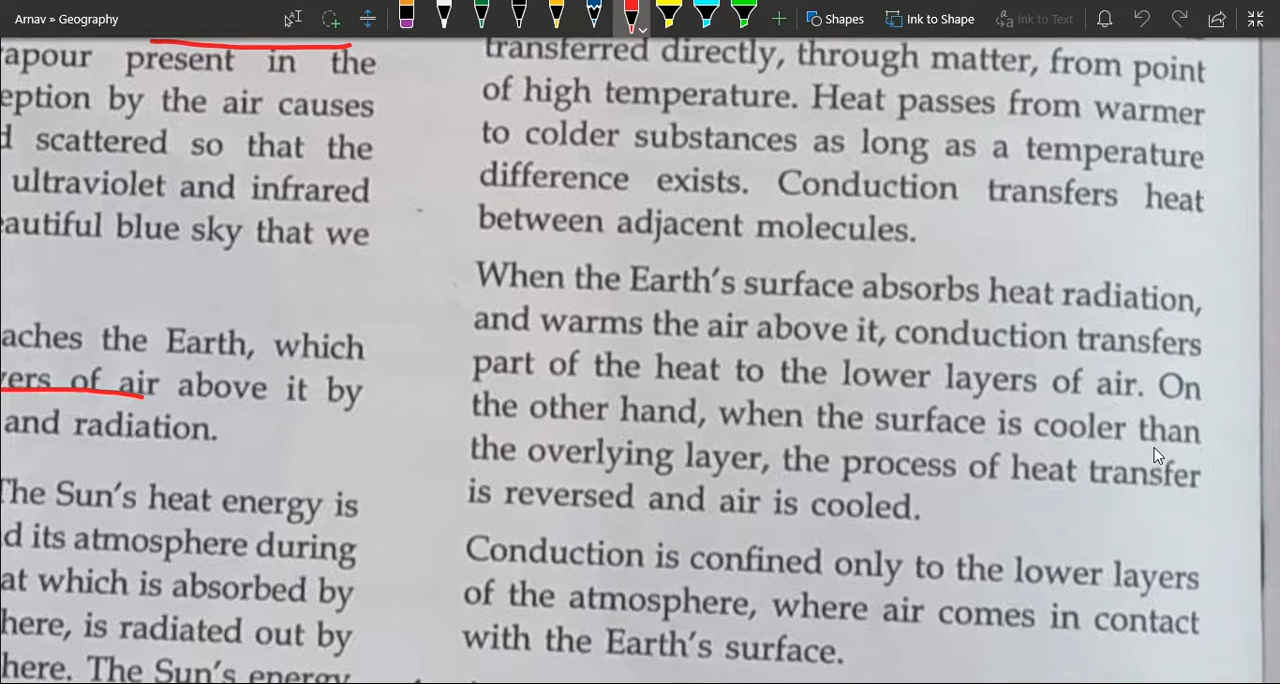 Arnav » Geography
Shapes
Ink to Shape
Ink to Text
apour present in the
eption by the air causes
d scattered so that the
ultraviolet and infrared
eautiful blue sky that we
aches the Earth, which
ers of air above it by
and radiation.
The Sun's heat energy is
d its atmosphere during
at which is absorbed by
here, is radiated out by
here. The Sun's energy
transferred directly, through matter, from point
of high temperature. Heat passes from warmer
to colder substances as long as a temperature
difference exists. Conduction transfers heat
between adjacent molecules.
When the Earth's surface absorbs heat radiation,
and warms the air above it, conduction transfers
part of the heat to the lower layers of air. On
the other hand, when the surface is cooler than
the overlying layer, the process of heat transfer
is reversed and air is cooled.
Conduction is confined only to the lower layers
of the atmosphere, where air comes in contact
with the Earth's surface.